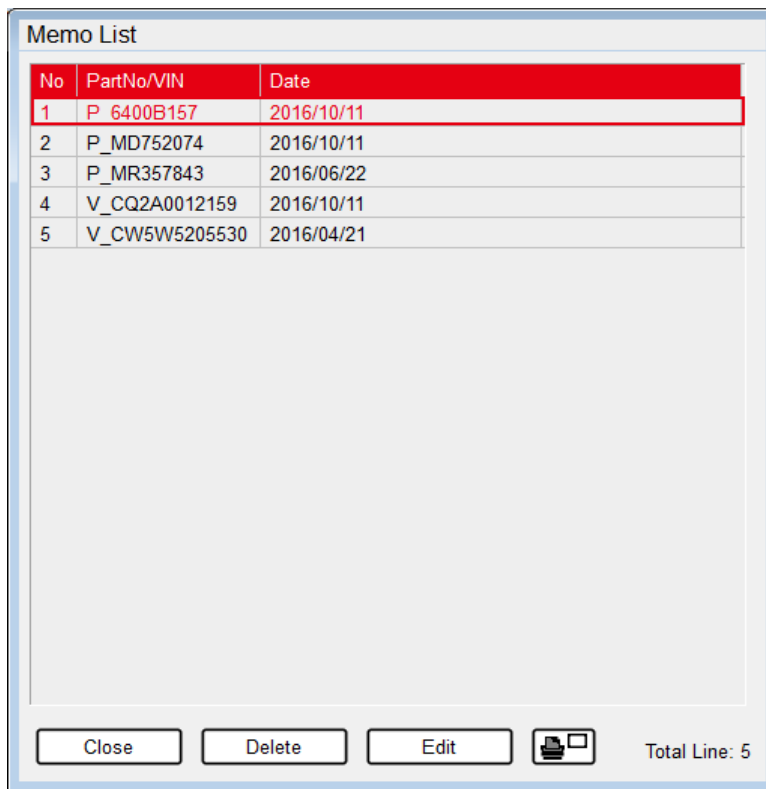 Memo List
No PartNo/VIN Date
1 P_6400B157 2016/10/11
2 P_MD752074 2016/10/11
3 P_MR357843 2016/06/22
4 V_CQ2A0012159 2016/10/11
5 V_CW5W5205530 2016/04/21
Close Delete Edit Total Line: 5